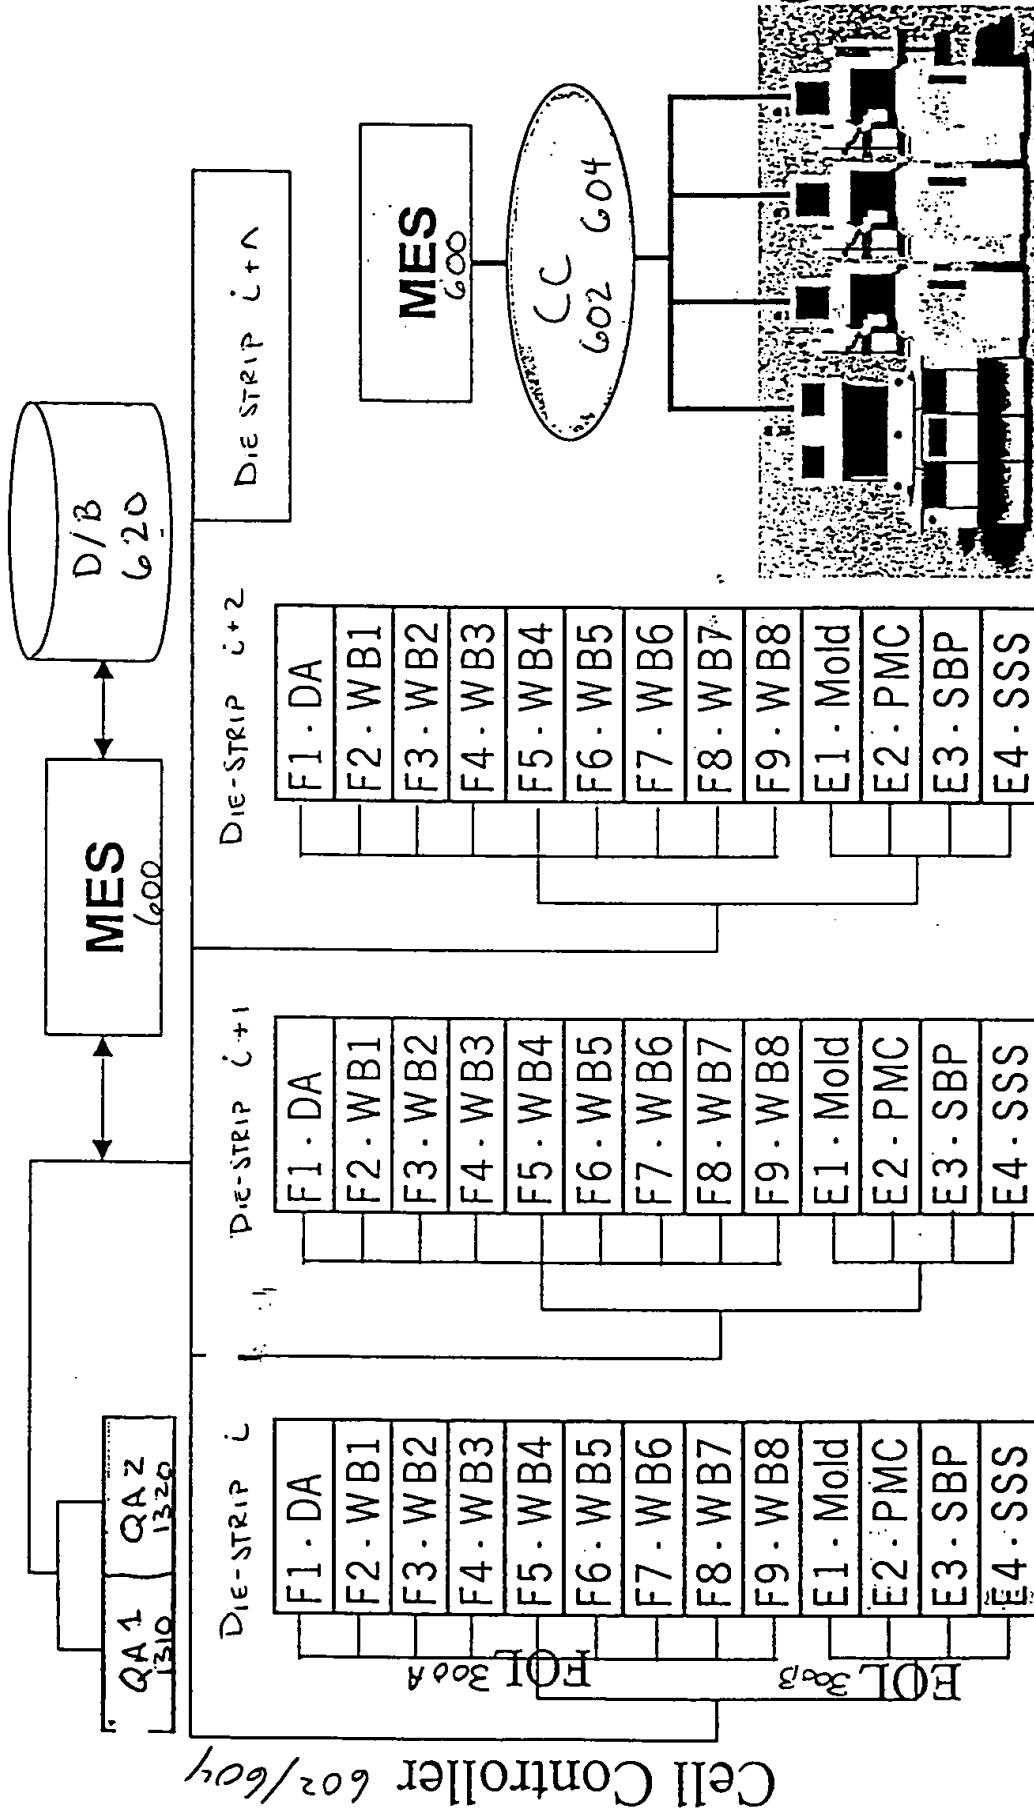 Cell Controller 602/604
QA1
1310
QA2
1320
MES
600
D/B
620
DIE-STRIP i
F1·DA
F2·WB1
F3·WB2
F4·WB3
F5·WB4
F6·WB5
F7·WB6
F8·WB7
F9·WB8
E1·Mold
E2·PMC
E3·SBP
E4·SSS
FOL 300A
EOL 300B
DIE-STRIP i+1
F1·DA
F2·WB1
F3·WB2
F4·WB3
F5·WB4
F6·WB5
F7·WB6
F8·WB7
F9·WB8
E1·Mold
E2·PMC
E3·SBP
E4·SSS
DIE-STRIP i+2
F1·DA
F2·WB1
F3·WB2
F4·WB3
F5·WB4
F6·WB5
F7·WB6
F8·WB7
F9·WB8
E1·Mold
E2·PMC
E3·SBP
E4·SSS
DIE STRIP i+n
MES
600
CC
602 604